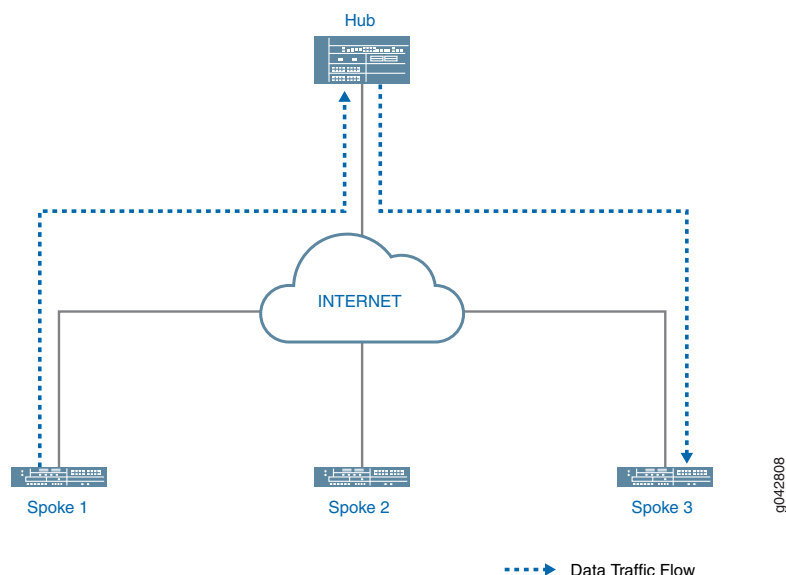 Hub
INTERNET
Spoke 1
Spoke 2
Spoke 3
g042808
Data Traffic Flow